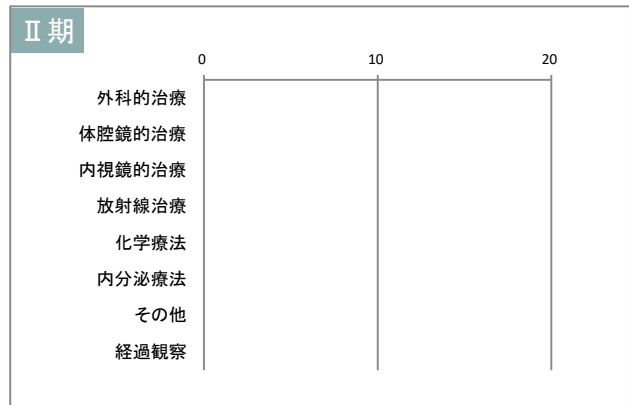 Ⅱ期
0 10 20
外科的治療
体腔鏡的治療
内視鏡的治療
放射線治療
化学療法
内分泌療法
その他
経過観察